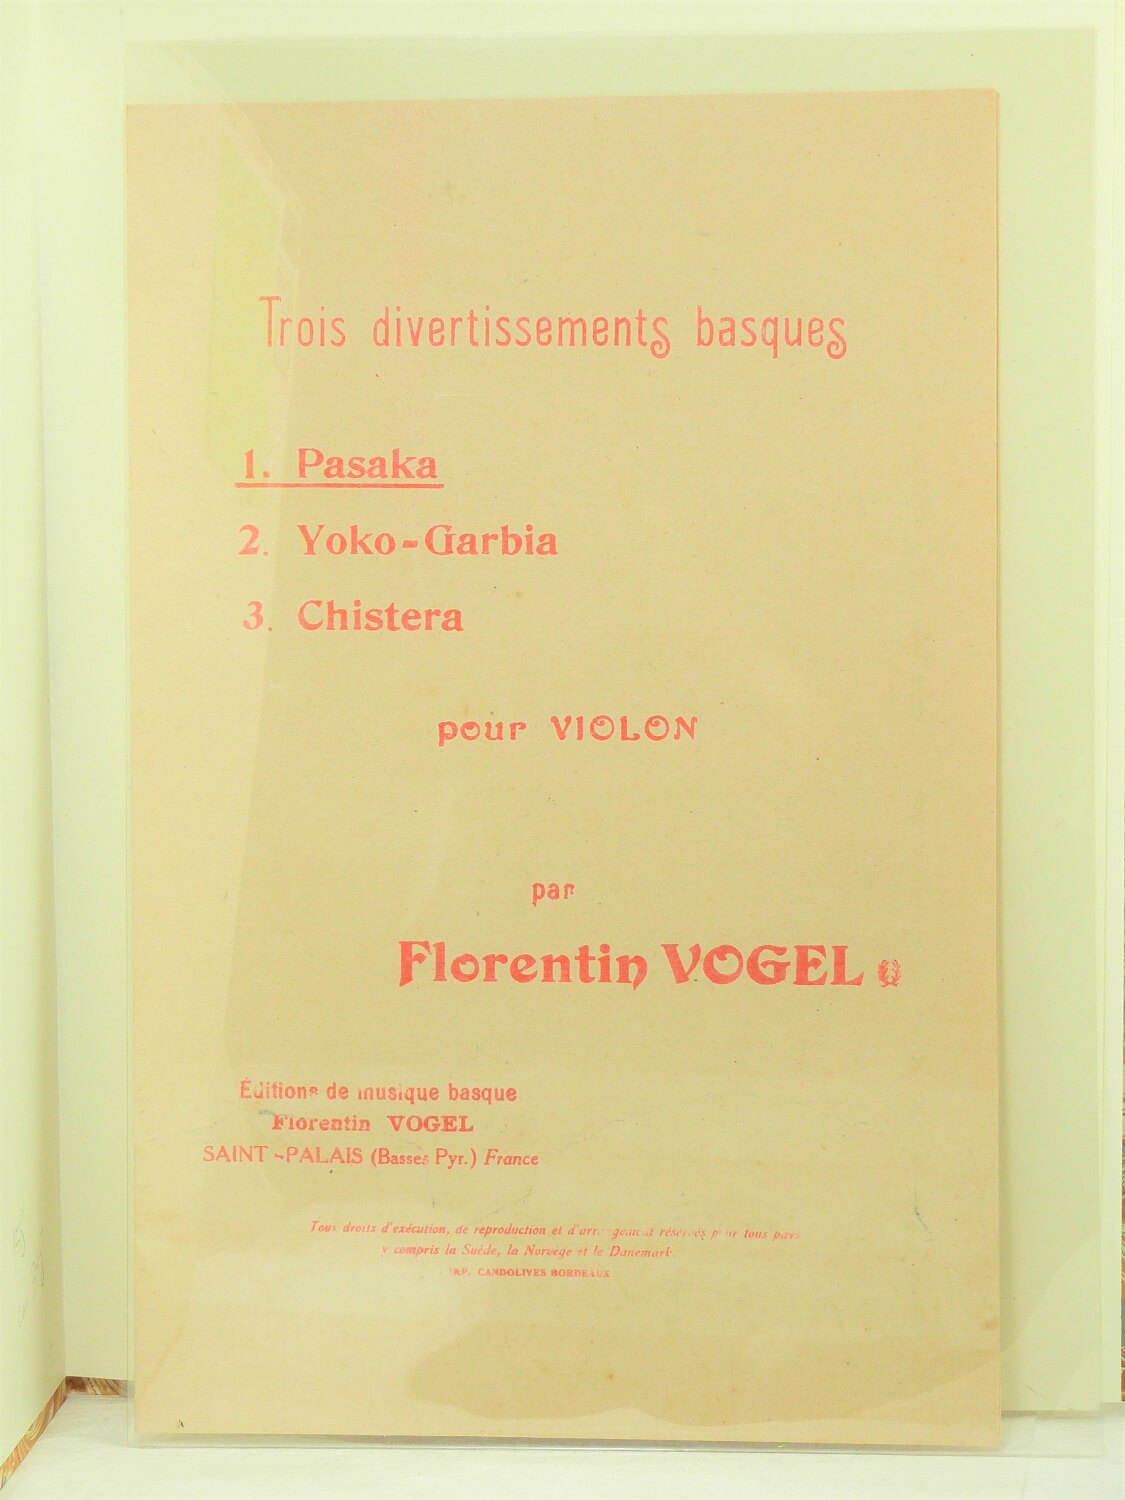 Trois divertissements basques
1. Pasaka
2. Yoko-Garbia
3. Chistera
pour VIOLON
par
Florentin VOGEL
Éditions de musique basque
Florentin VOGEL
SAINT-PALAIS (Basses Pyr.) France
Tous droits d'exécution, de reproduction et d'arrangement réservés pour tous pays
y compris la Suède, la Norvège et le Danemark.
IMP. CANDOLIVES BORDEAUX